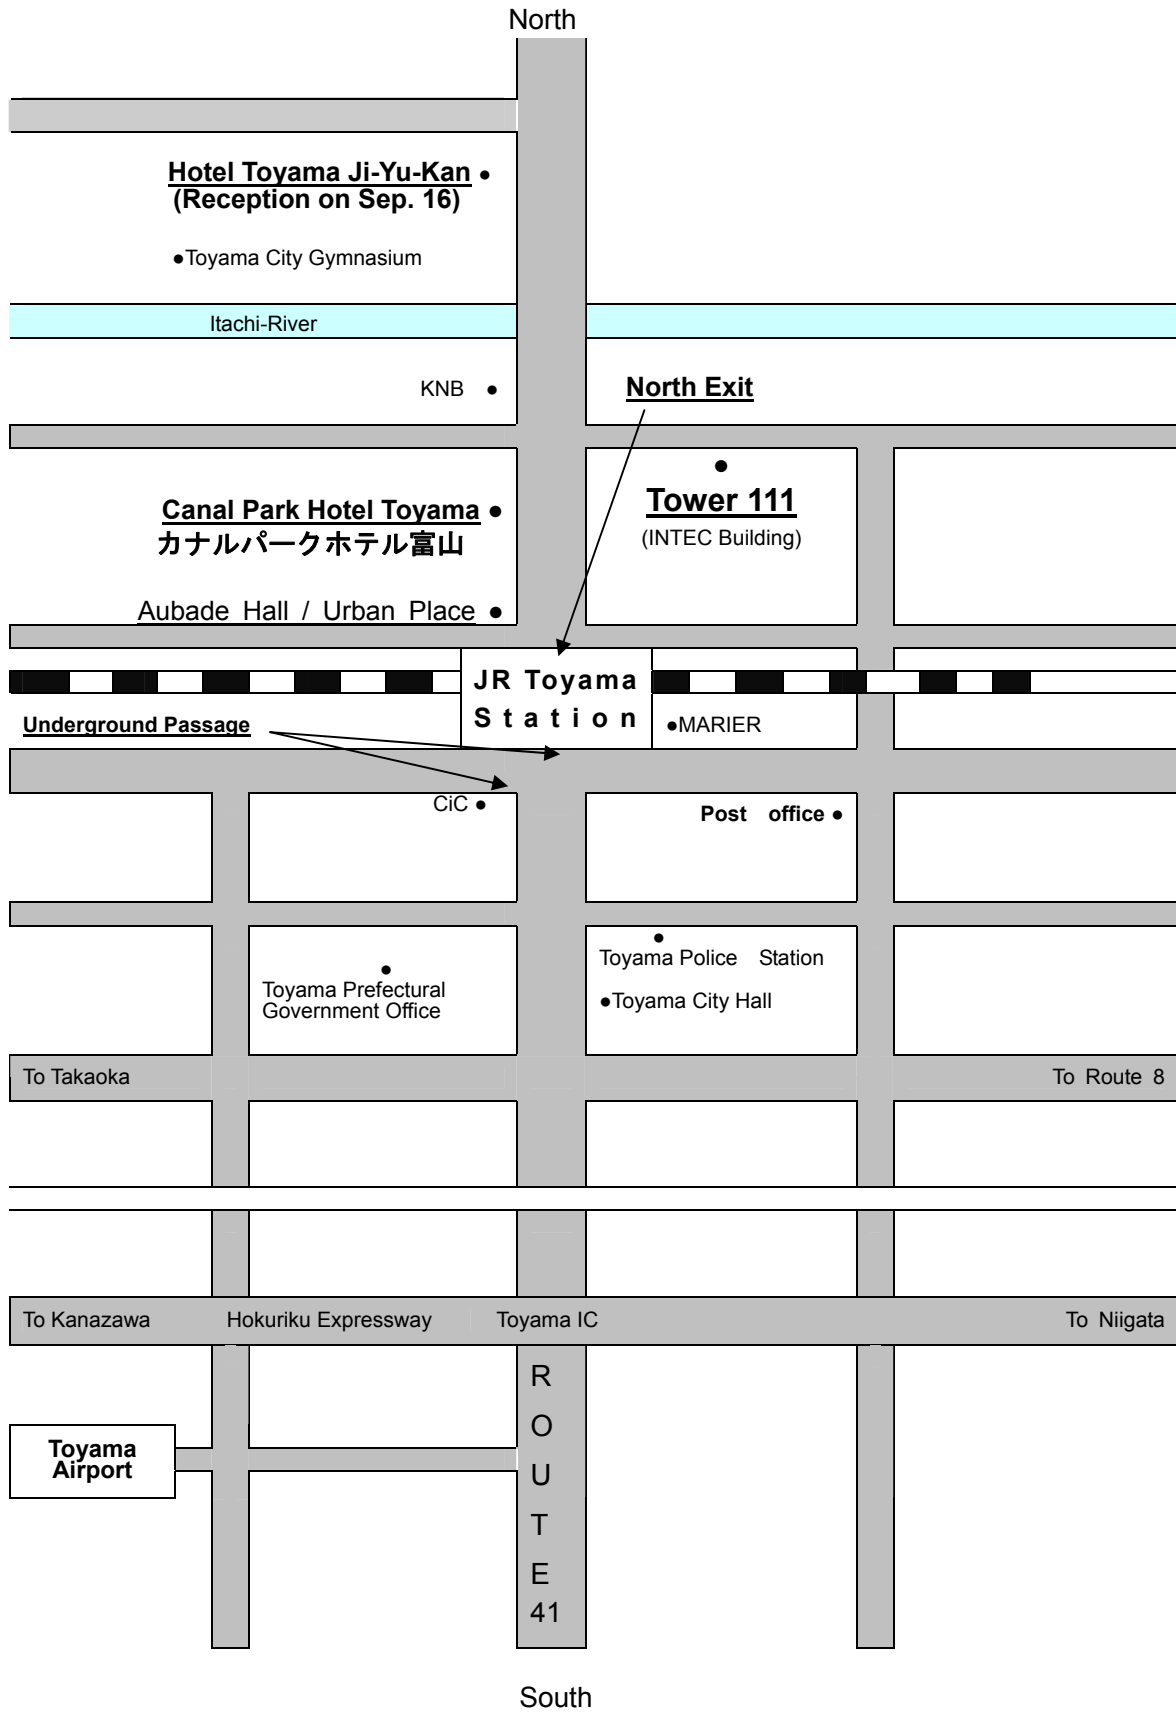 North
Hotel Toyama Ji-Yu-Kan ●
(Reception on Sep. 16)
●Toyama City Gymnasium
Itachi-River
KNB ●
North Exit
Canal Park Hotel Toyama ●
カナルパークホテル富山
● Tower 111
(INTEC Building)
Aubade Hall / Urban Place ●
JR Toyama
Station
Underground Passage
●MARIER
CiC ●
Post office ●
● Toyama Police Station
●Toyama City Hall
● Toyama Prefectural
Government Office
To Takaoka
To Route 8
To Kanazawa
Hokuriku Expressway
Toyama IC
To Niigata
ROUTE
41
Toyama
Airport
South